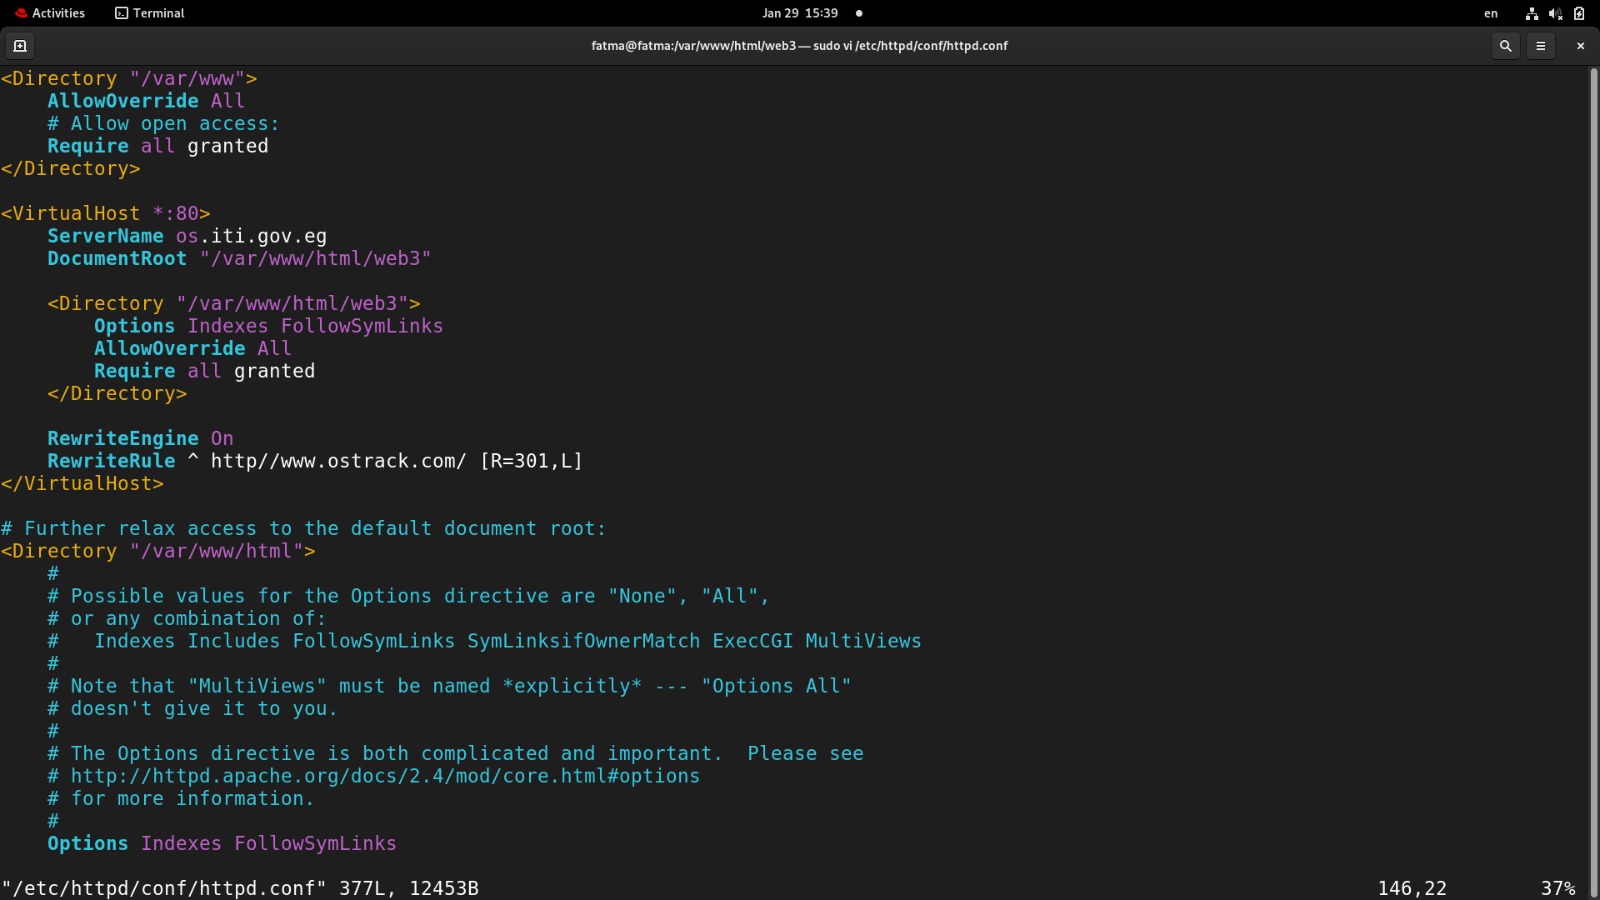 Activities Terminal Jan 29 15:39 en
fatma@fatma:/var/www/html/web3 — sudo vi /etc/httpd/conf/httpd.conf
<Directory "/var/www">
    AllowOverride All
    # Allow open access:
    Require all granted
</Directory>

<VirtualHost *:80>
    ServerName os.iti.gov.eg
    DocumentRoot "/var/www/html/web3"

    <Directory "/var/www/html/web3">
        Options Indexes FollowSymLinks
        AllowOverride All
        Require all granted
    </Directory>

    RewriteEngine On
    RewriteRule ^ http//www.ostrack.com/ [R=301,L]
</VirtualHost>

# Further relax access to the default document root:
<Directory "/var/www/html">
    #
    # Possible values for the Options directive are "None", "All",
    # or any combination of:
    #   Indexes Includes FollowSymLinks SymLinksifOwnerMatch ExecCGI MultiViews
    #
    # Note that "MultiViews" must be named *explicitly* --- "Options All"
    # doesn't give it to you.
    #
    # The Options directive is both complicated and important.  Please see
    # http://httpd.apache.org/docs/2.4/mod/core.html#options
    # for more information.
    #
    Options Indexes FollowSymLinks

"/etc/httpd/conf/httpd.conf" 377L, 12453B 146,22 37%